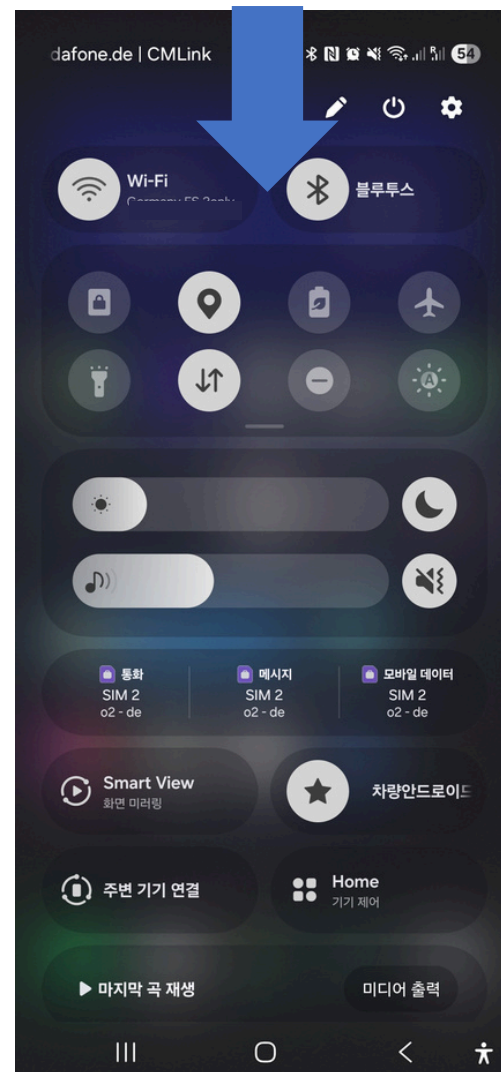 dafone.de | CMLink
54
Wi-Fi
블루투스
통화
SIM 2
o2 - de
메시지
SIM 2
o2 - de
모바일 데이터
SIM 2
o2 - de
Smart View
화면 미러링
차량안드로이드
주변 기기 연결
Home
기기 제어
마지막 곡 재생
미디어 출력